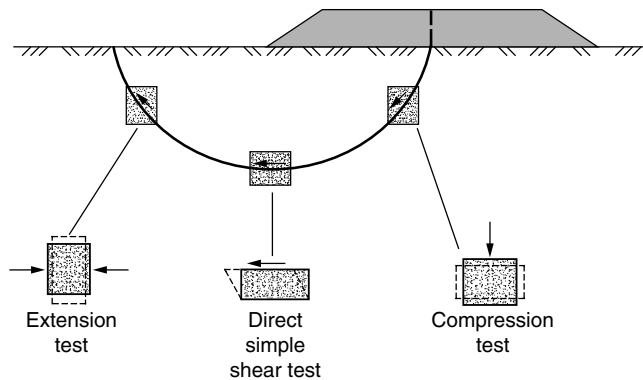 Extension
test
Direct
simple
shear test
Compression
test